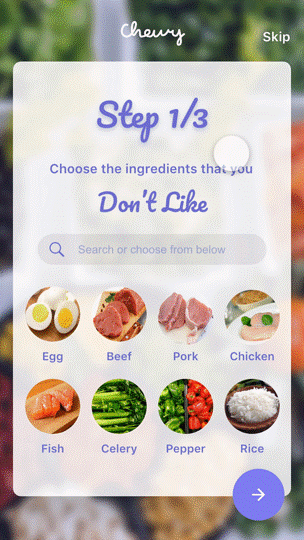 Chewy
Skip
Step 1/3
Choose the ingredients that you
Don't Like
Search or choose from below
Egg Beef Pork Chicken
Fish Celery Pepper Rice